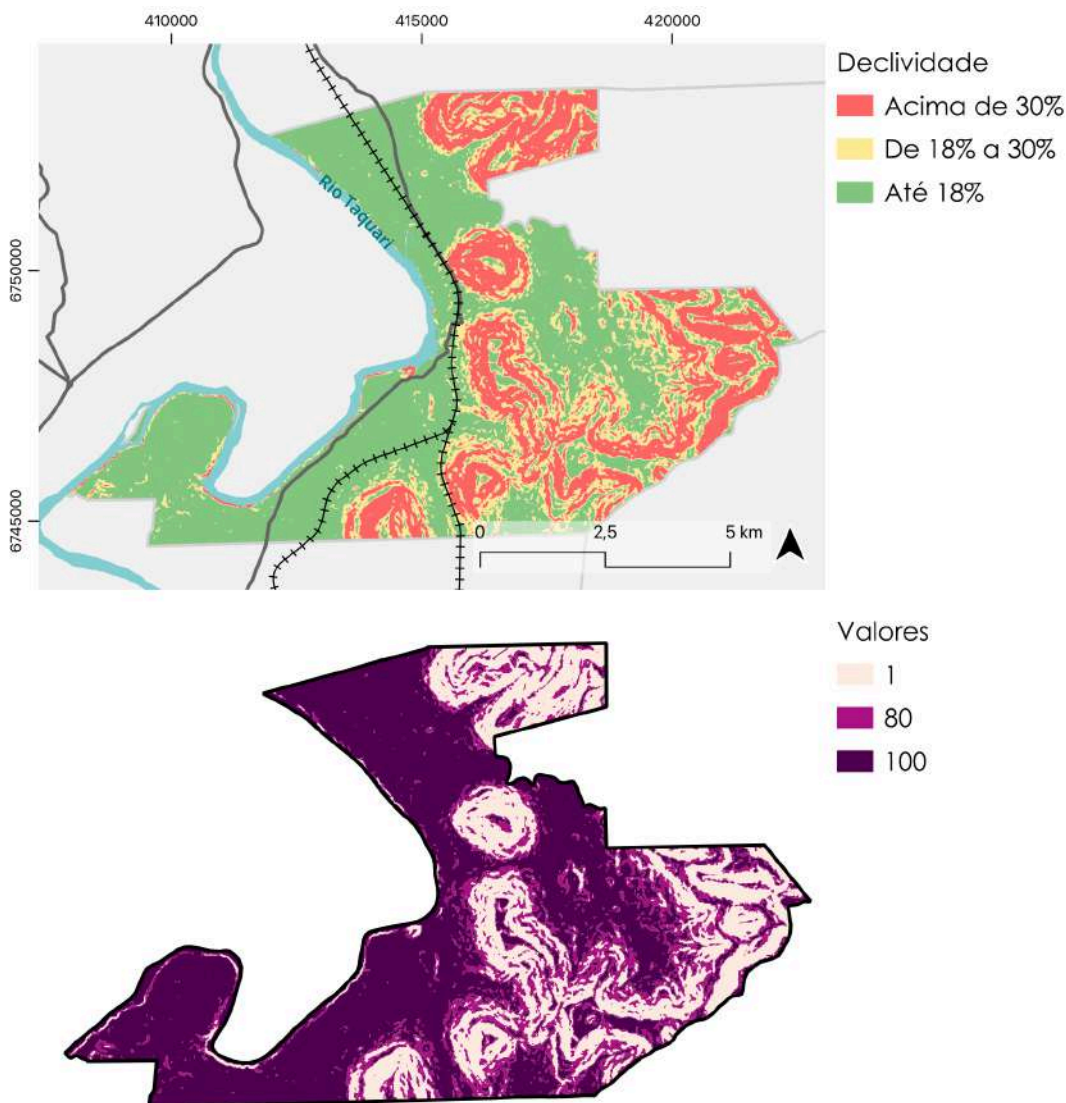 410000 415000 420000
Declividade
Acima de 30%
De 18% a 30%
Até 18%
Rio Taquari
6750000
6745000
0 2,5 5 km
Valores
1
80
100